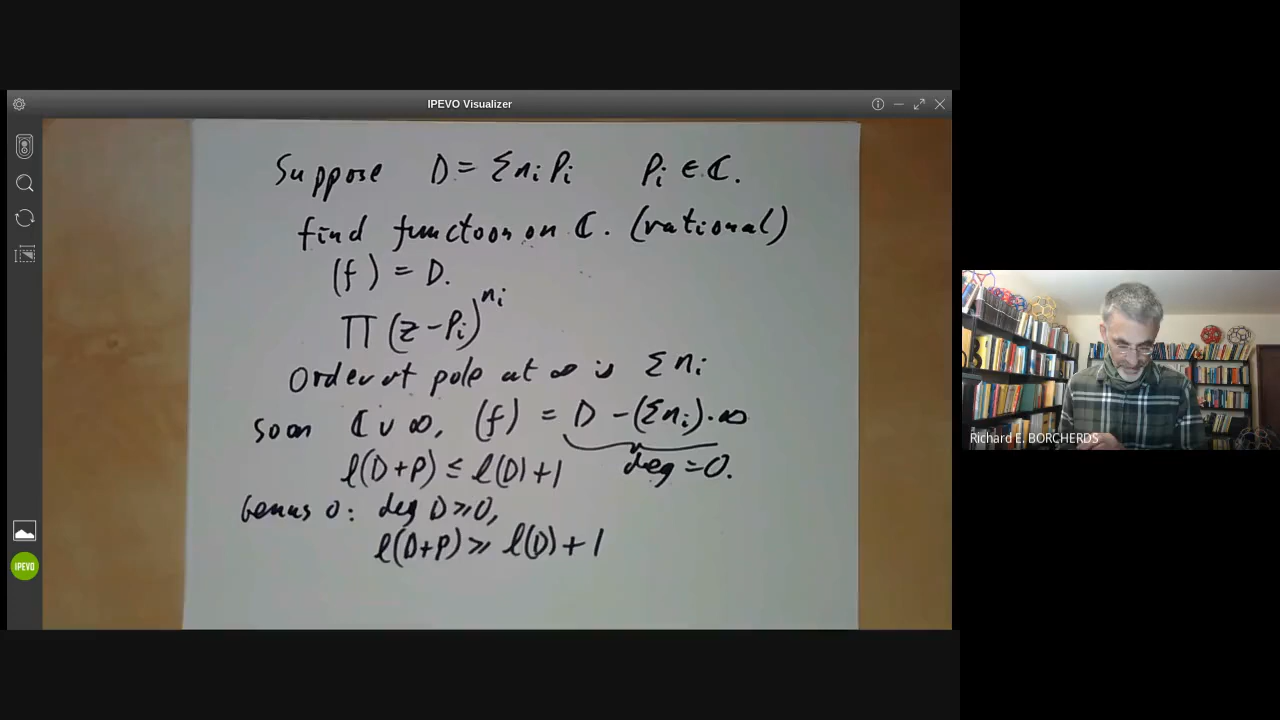 IPEVO Visualizer
Suppose D = Σ nᵢ Pᵢ Pᵢ ∈ ℂ.
find function on ℂ. (rational)
(f) = D.
Π (z - Pᵢ)^nᵢ
Order of pole at ∞ is Σ nᵢ
so on ℂ ∪ ∞, (f) = D - (Σnᵢ)·∞
deg = 0.
l(D+P) ≤ l(D)+1
Genus 0: deg D ≥ 0,
l(D+P) ≥ l(D) + 1
IPEVO
Richard E. BORCHERDS